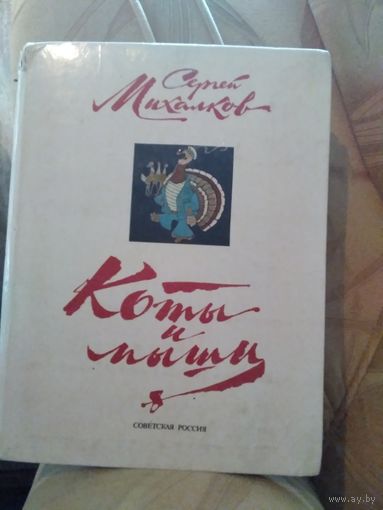 Сергей
Михалков
Коты
и
мыши
СОВЕТСКАЯ РОССИЯ
www.ay.by